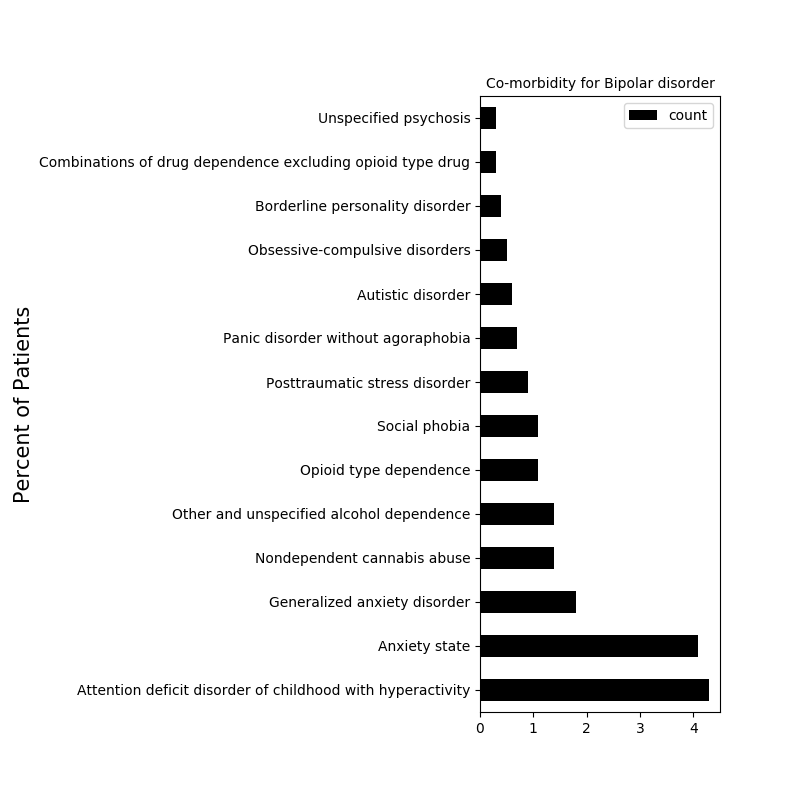 Co-morbidity for Bipolar disorder
count
Percent of Patients
Unspecified psychosis
Combinations of drug dependence excluding opioid type drug
Borderline personality disorder
Obsessive-compulsive disorders
Autistic disorder
Panic disorder without agoraphobia
Posttraumatic stress disorder
Social phobia
Opioid type dependence
Other and unspecified alcohol dependence
Nondependent cannabis abuse
Generalized anxiety disorder
Anxiety state
Attention deficit disorder of childhood with hyperactivity
0 1 2 3 4